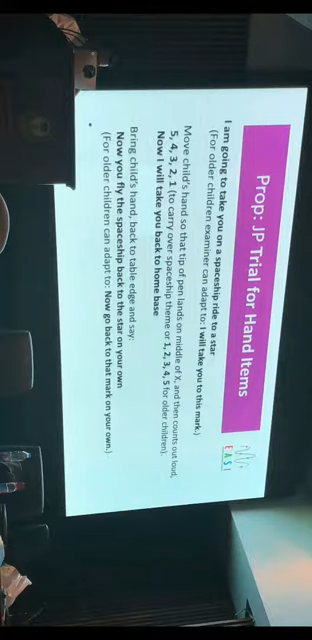 Prop: JP Trial for Hand Items
EASI
I am going to take you on a spaceship ride to a star
(For older children examiner can adapt to: I will take you to this mark.)
Move child's hand so that tip of pen lands on middle of X, and then counts out loud,
5, 4, 3, 2, 1 (to carry over spaceship theme or 1, 2, 3, 4, 5 for older children).
Now I will take you back to home base
Bring child's hand, back to table edge and say:
Now you fly the spaceship back to the star on your own
(For older children can adapt to: Now go back to that mark on your own.)